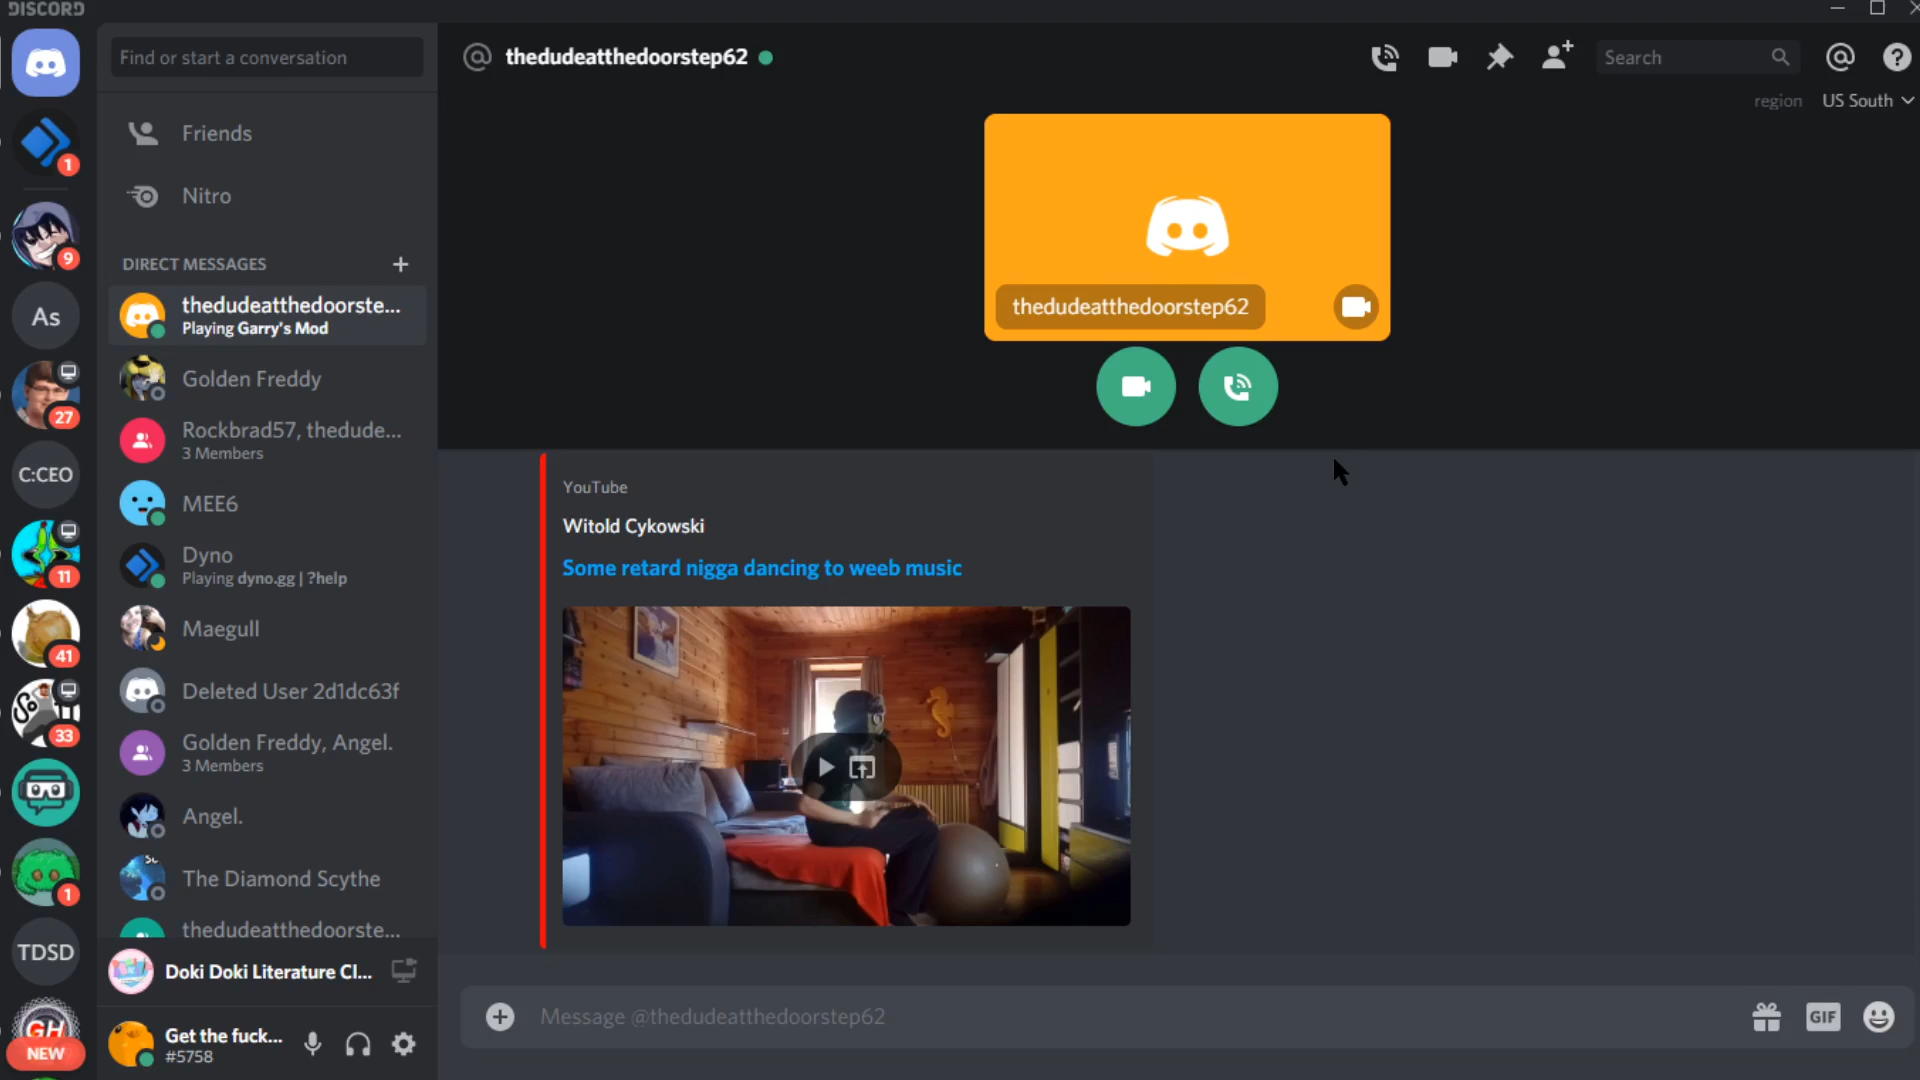 DISCORD
Find or start a conversation
@ thedudeatthedoorstep62
Search
region US South
Friends
Nitro
DIRECT MESSAGES
thedudeatthedoorste...
Playing Garry's Mod
Golden Freddy
Rockbrad57, thedude...
3 Members
MEE6
Dyno
Playing dyno.gg | ?help
Maegull
Deleted User 2d1dc63f
Golden Freddy, Angel.
3 Members
Angel.
The Diamond Scythe
thedudeatthedoorste...
Doki Doki Literature Cl...
Get the fuck...
#5758
1
9
As
27
C:CEO
11
41
So
33
1
TDSD
GH
NEW
thedudeatthedoorstep62
YouTube
Witold Cykowski
Some retard nigga dancing to weeb music
Message @thedudeatthedoorstep62
GIF